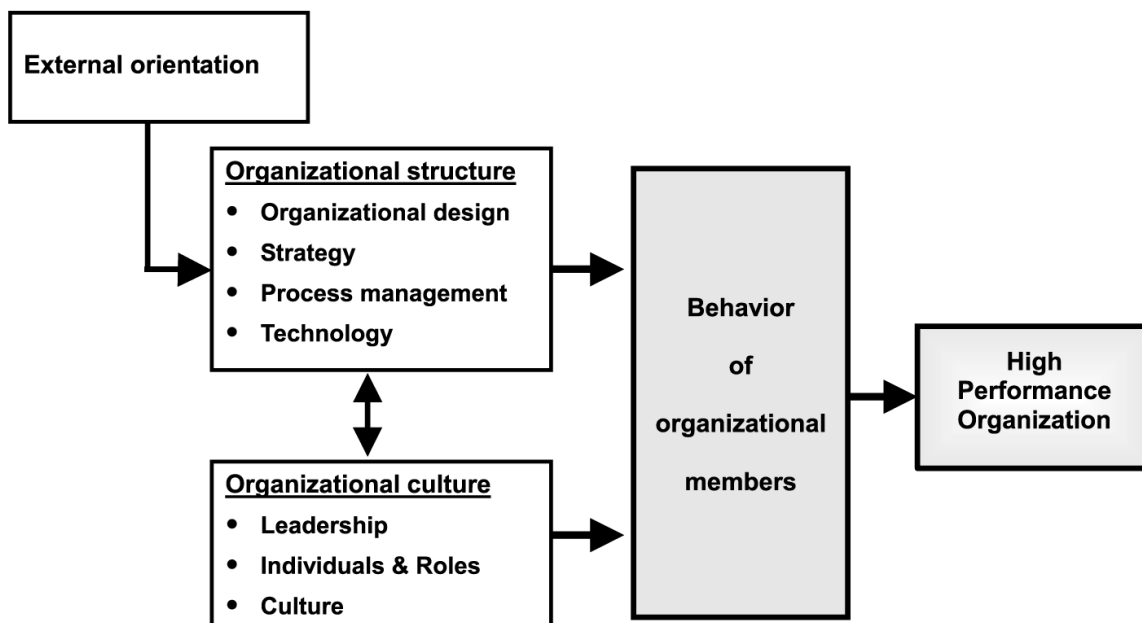 External orientation
Organizational structure
• Organizational design
• Strategy
• Process management
• Technology
Organizational culture
• Leadership
• Individuals & Roles
• Culture
Behavior
of
organizational
members
High
Performance
Organization